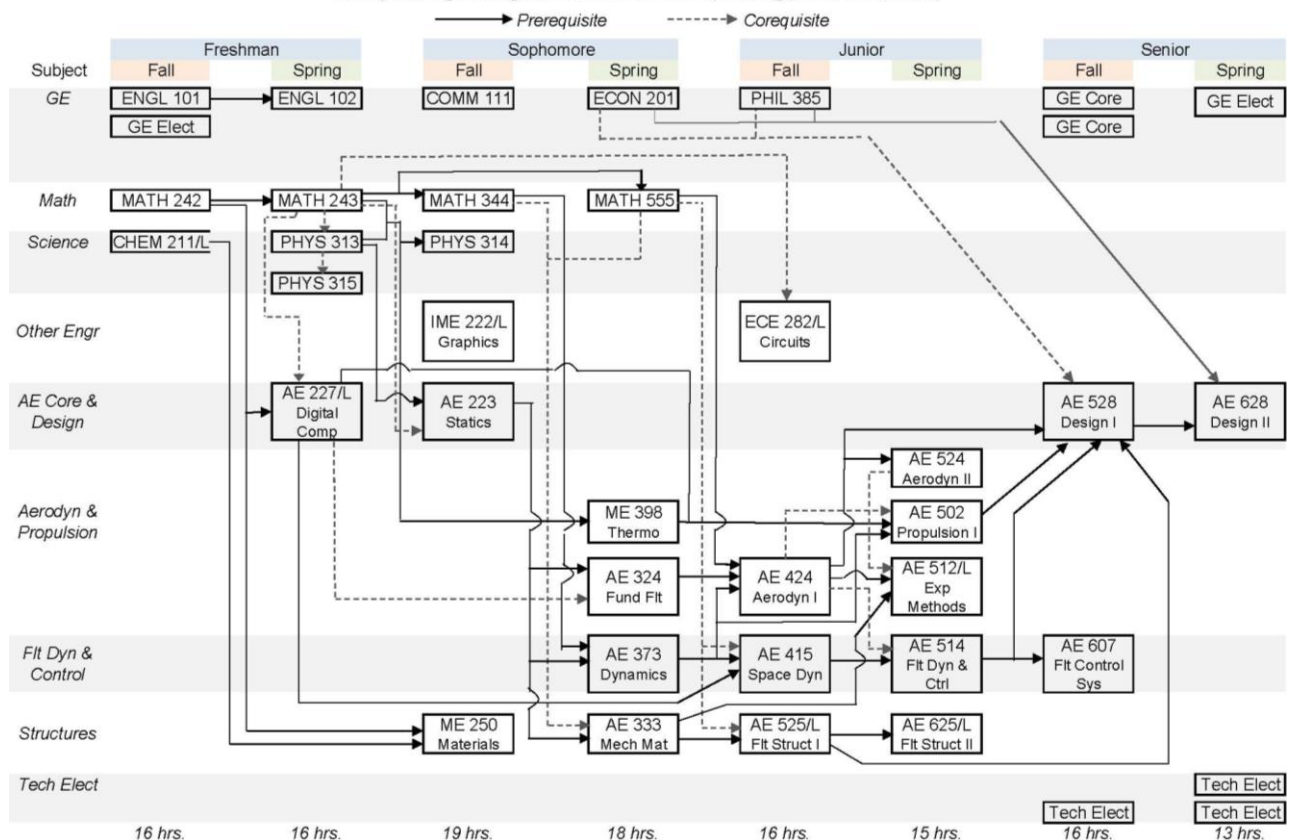 Prerequisite
Corequisite
Freshman
Sophomore
Junior
Senior
Subject
Fall
Spring
Fall
Spring
Fall
Spring
Fall
Spring
GE
ENGL 101
ENGL 102
COMM 111
ECON 201
PHIL 385
GE Core
GE Elect
GE Elect
GE Core
Math
MATH 242
MATH 243
MATH 344
MATH 555
Science
CHEM 211/L
PHYS 313
PHYS 314
PHYS 315
Other Engr
IME 222/L
Graphics
ECE 282/L
Circuits
AE Core &
Design
AE 227/L
Digital
Comp
AE 223
Statics
AE 528
Design I
AE 628
Design II
AE 524
Aerodyn II
Aerodyn &
Propulsion
ME 398
Thermo
AE 502
Propulsion I
AE 324
Fund Flt
AE 424
Aerodyn I
AE 512/L
Exp
Methods
Flt Dyn &
Control
AE 373
Dynamics
AE 415
Space Dyn
AE 514
Flt Dyn &
Ctrl
AE 607
Flt Control
Sys
Structures
ME 250
Materials
AE 333
Mech Mat
AE 525/L
Flt Struct I
AE 625/L
Flt Struct II
Tech Elect
Tech Elect
Tech Elect
Tech Elect
16 hrs.
16 hrs.
19 hrs.
18 hrs.
16 hrs.
15 hrs.
16 hrs.
13 hrs.